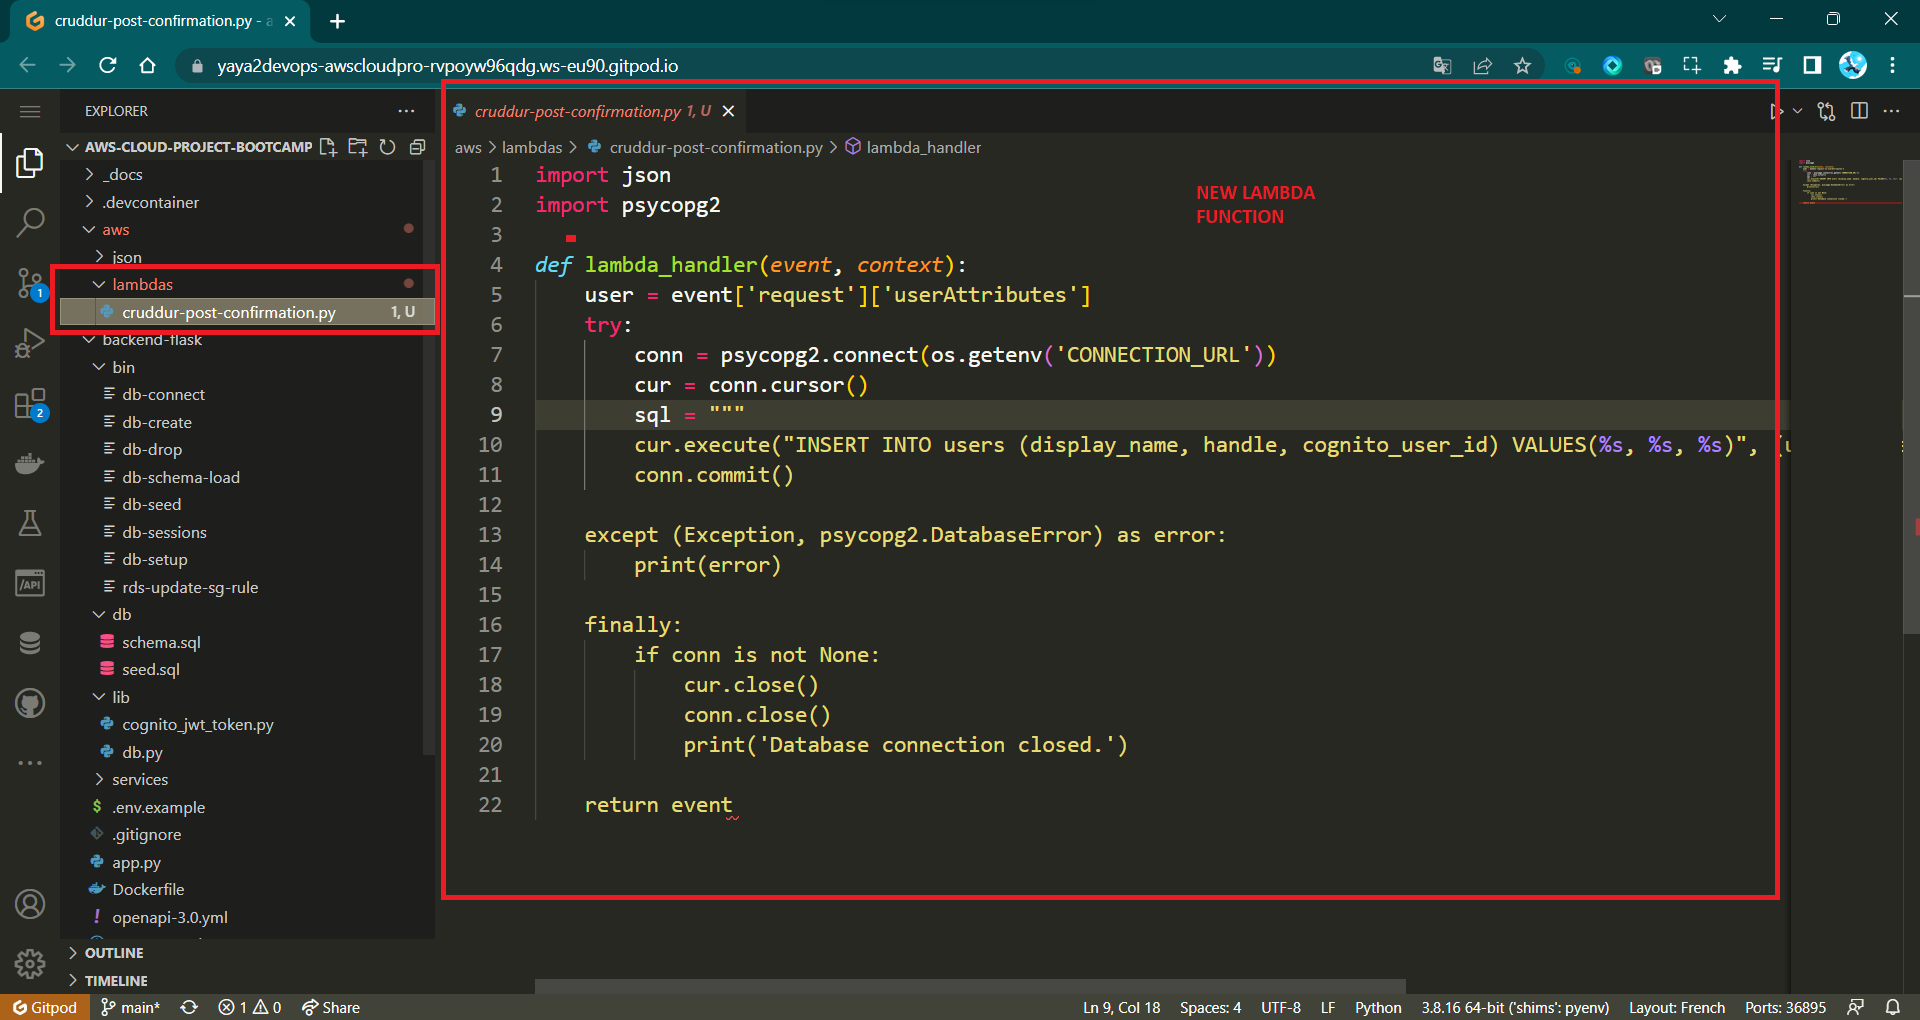 cruddur-post-confirmation.py - a
yaya2devops-awscloudpro-rvpoyw96qdg.ws-eu90.gitpod.io
EXPLORER
AWS-CLOUD-PROJECT-BOOTCAMP
_docs
.devcontainer
aws
json
lambdas
cruddur-post-confirmation.py 1, U
backend-flask
bin
db-connect
db-create
db-drop
db-schema-load
db-seed
db-sessions
db-setup
rds-update-sg-rule
db
schema.sql
seed.sql
lib
cognito_jwt_token.py
db.py
services
$ .env.example
.gitignore
app.py
Dockerfile
! openapi-3.0.yml
OUTLINE
TIMELINE
1
2
/API
cruddur-post-confirmation.py 1, U
aws > lambdas > cruddur-post-confirmation.py > lambda_handler
NEW LAMBDA
FUNCTION
1 import json
2 import psycopg2
3
4 def lambda_handler(event, context):
5 user = event['request']['userAttributes']
6 try:
7 conn = psycopg2.connect(os.getenv('CONNECTION_URL'))
8 cur = conn.cursor()
9 sql = """
10 cur.execute("INSERT INTO users (display_name, handle, cognito_user_id) VALUES(%s, %s, %s)", (u
11 conn.commit()
12
13 except (Exception, psycopg2.DatabaseError) as error:
14 print(error)
15
16 finally:
17 if conn is not None:
18 cur.close()
19 conn.close()
20 print('Database connection closed.')
21
22 return event
Gitpod main* 1 0 Share Ln 9, Col 18 Spaces: 4 UTF-8 LF Python 3.8.16 64-bit ('shims': pyenv) Layout: French Ports: 36895